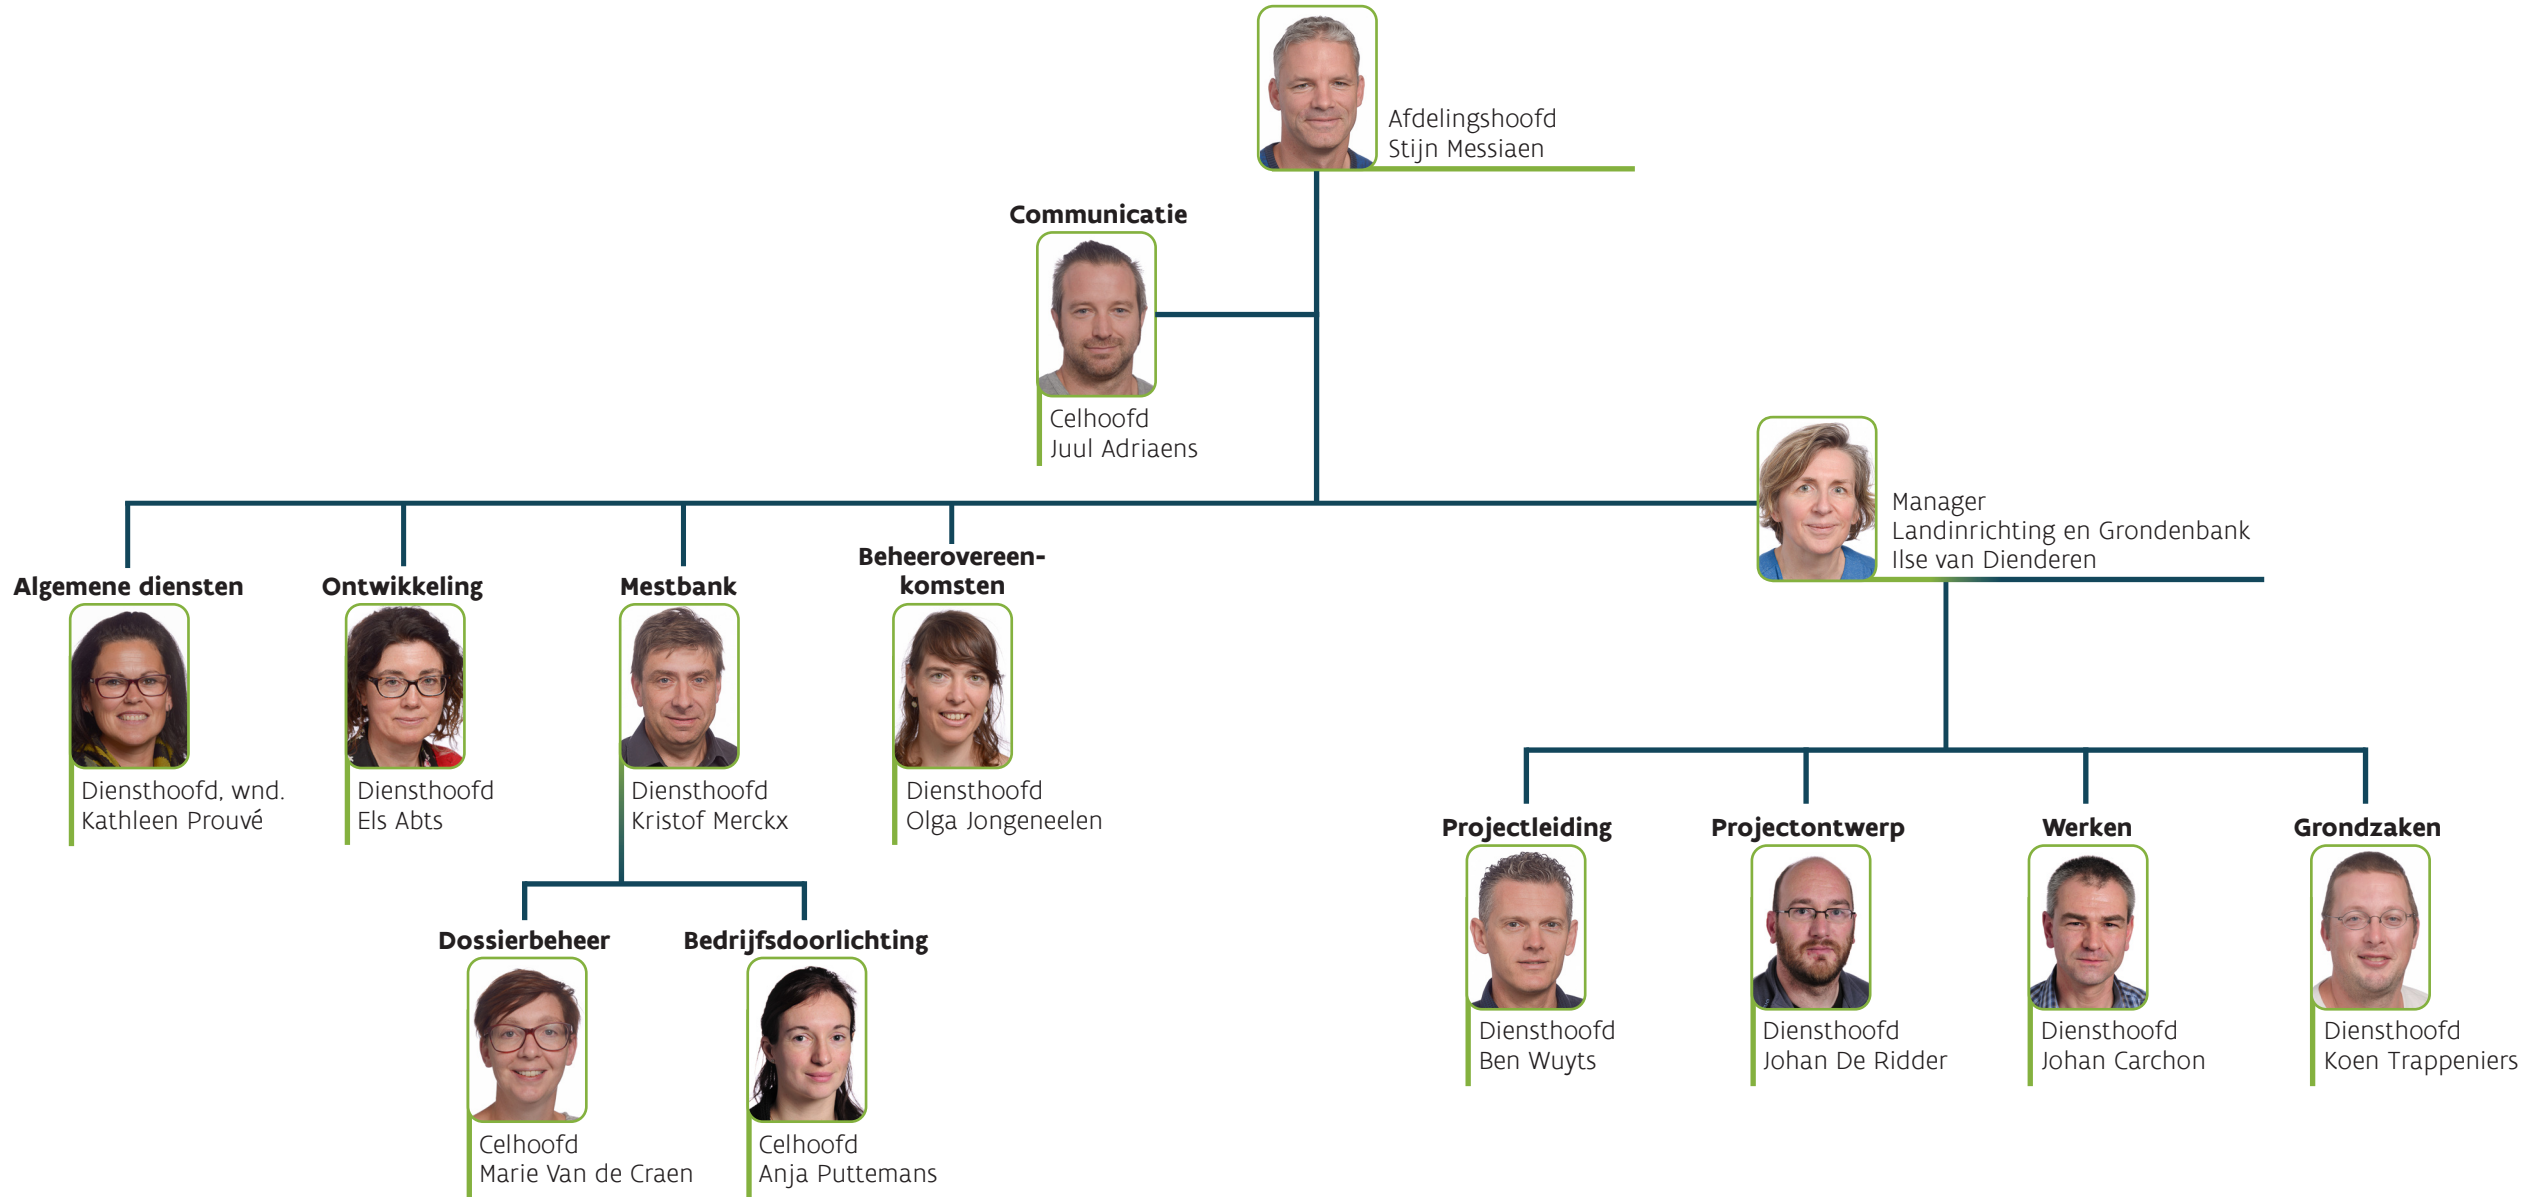 Afdelingshoofd
Stijn Messiaen
Communicatie
Celhoofd
Juul Adriaens
Manager
Landinrichting en Grondenbank
Ilse van Dienderen
Algemene diensten
Diensthoofd, wnd.
Kathleen Prouvé
Ontwikkeling
Diensthoofd
Els Abts
Mestbank
Diensthoofd
Kristof Merckx
Beheerovereen-
komsten
Diensthoofd
Olga Jongeneelen
Dossierbeheer
Celhoofd
Marie Van de Craen
Bedrijfsdoorlichting
Celhoofd
Anja Puttemans
Projectleiding
Diensthoofd
Ben Wuyts
Projectontwerp
Diensthoofd
Johan De Ridder
Werken
Diensthoofd
Johan Carchon
Grondzaken
Diensthoofd
Koen Trappeniers